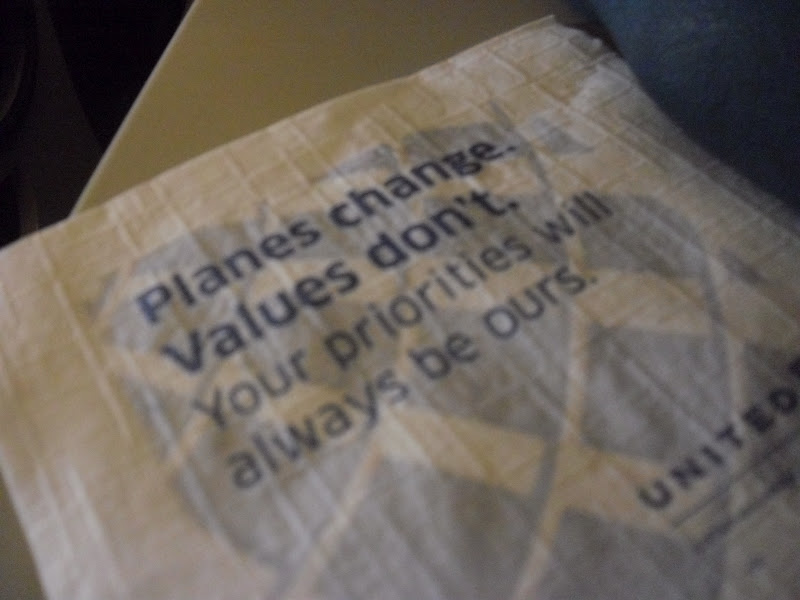 Planes change.
Values don't.
Your priorities will
always be ours.
UNITED